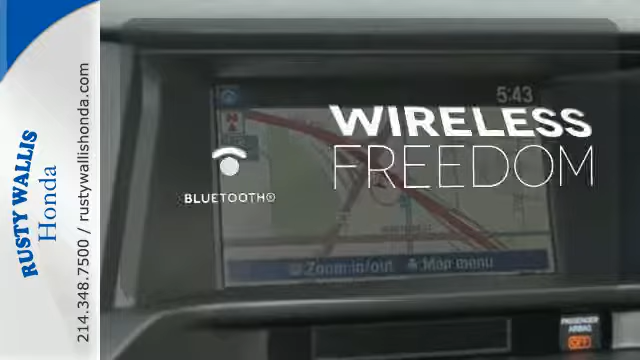 RUSTY WALLIS
Honda
214.348.7500 / rustywallishonda.com
5:43
N
WIRELESS
FREEDOM
BLUETOOTH®
Zoom in/out
Map menu
PASSENGER
AIRBAG
OFF